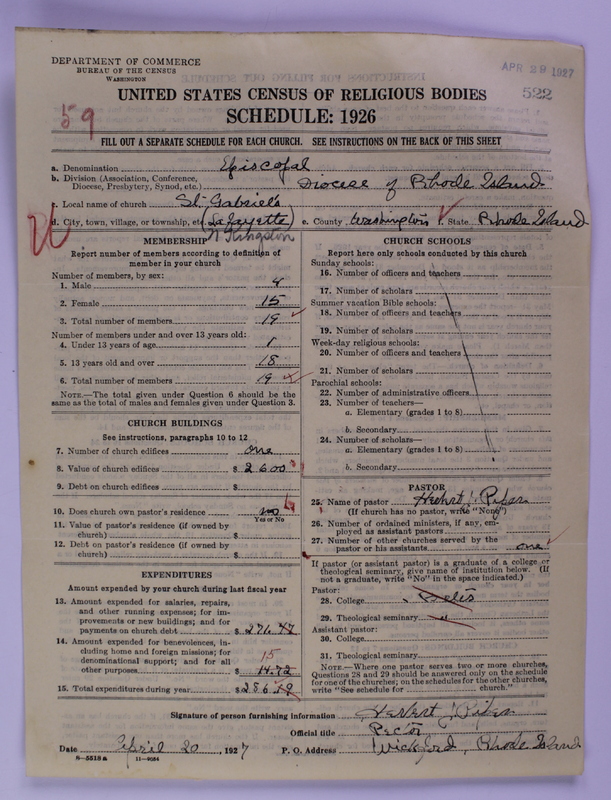 DEPARTMENT OF COMMERCE
BUREAU OF THE CENSUS
WASHINGTON
APR 29 1927
522
59
UNITED STATES CENSUS OF RELIGIOUS BODIES
SCHEDULE: 1926
FILL OUT A SEPARATE SCHEDULE FOR EACH CHURCH. SEE INSTRUCTIONS ON THE BACK OF THIS SHEET
a. Denomination Episcopal
b. Division (Association, Conference, Diocese, Presbytery, Synod, etc.) Diocese of Rhode Island
c. Local name of church St Gabriel's
d. City, town, village, or township, etc. (Lafayette) e. County Washington f. State Rhode Island
N Kingston
MEMBERSHIP
Report number of members according to definition of
member in your church
Number of members, by sex:
1. Male 4
2. Female 15
3. Total number of members 19
Number of members under and over 13 years old:
4. Under 13 years of age 1
5. 13 years old and over 18
6. Total number of members 19
NOTE.—The total given under Question 6 should be
same as the total of males and females given under Question 3.
CHURCH BUILDINGS
See instructions, paragraphs 10 to 12
7. Number of church edifices one
8. Value of church edifices $ 2600
9. Debt on church edifices $
10. Does church own pastor's residence no
Yes or No
11. Value of pastor's residence (if owned by
church) $
12. Debt on pastor's residence (if owned by
church) $
EXPENDITURES
Amount expended by your church during last fiscal year
13. Amount expended for salaries, repairs,
and other running expenses; for im-
provements or new buildings; and for
payments on church debt $ 271.47
14. Amount expended for benevolences, in-
cluding home and foreign missions; for
denominational support; and for all
other purposes 15 14.72
15. Total expenditures during year $ 286.19
CHURCH SCHOOLS
Report here only schools conducted by this church
Sunday schools:
16. Number of officers and teachers
17. Number of scholars
Summer vacation Bible schools:
18. Number of officers and teachers
19. Number of scholars
Week-day religious schools:
20. Number of officers and teachers
21. Number of scholars
Parochial schools:
22. Number of administrative officers
23. Number of teachers—
a. Elementary (grades 1 to 8)
b. Secondary
24. Number of scholars—
a. Elementary (grades 1 to 8)
b. Secondary
PASTOR
25. Name of pastor Herbert J. Piper
(If church has no pastor, write "None")
26. Number of ordained ministers, if any, em-
ployed as assistant pastors
27. Number of other churches served by the
pastor or his assistants one
If pastor (or assistant pastor) is a graduate of a college or
theological seminary, give name of institution below. (If
not a graduate, write "No" in the space indicated.)
Pastor:
28. College
29. Theological seminary "
Assistant pastor:
30. College
31. Theological seminary
NOTE.—Where one pastor serves two or more churches,
Questions 28 and 29 should be answered only on the schedule
for one of the churches; on the schedules for the other churches,
write "See schedule for church."
Signature of person furnishing information Herbert J. Piper
Official title Rector
Date April 20, 1927 P. O. Address Wickford, Rhode Island
8—5518a 11—9084